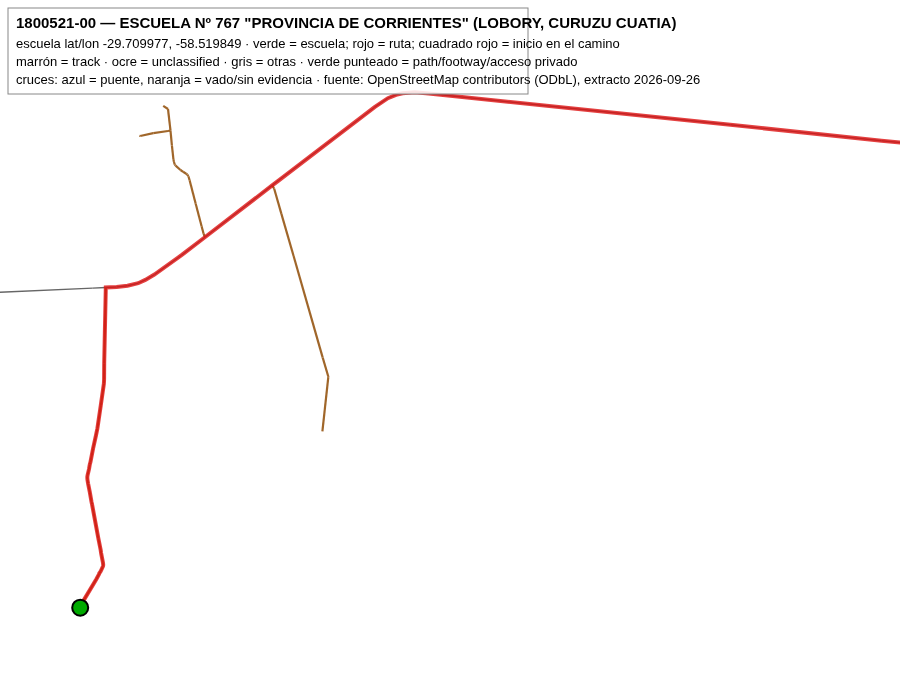 1800521-00 — ESCUELA Nº 767 "PROVINCIA DE CORRIENTES" (LOBORY, CURUZU CUATIA)
escuela lat/lon -29.709977, -58.519849 · verde = escuela; rojo = ruta; cuadrado rojo = inicio en el camino
marrón = track · ocre = unclassified · gris = otras · verde punteado = path/footway/acceso privado
cruces: azul = puente, naranja = vado/sin evidencia · fuente: OpenStreetMap contributors (ODbL), extracto 2026-09-26